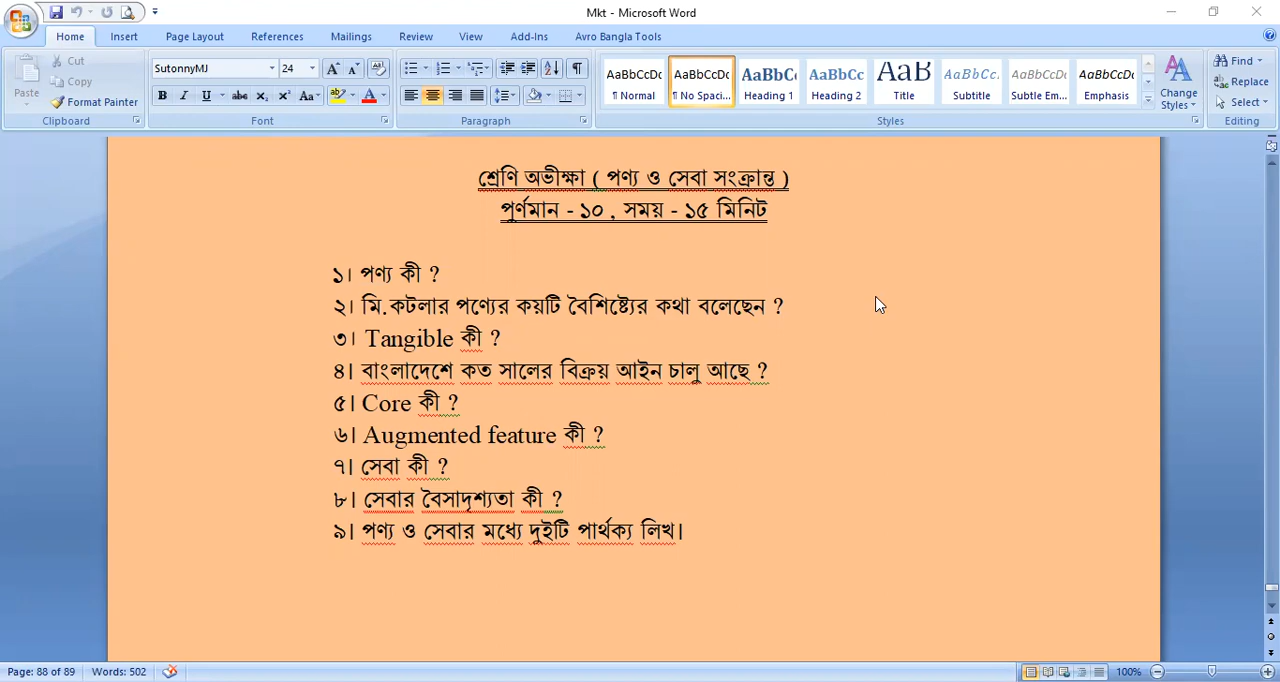 Mkt - Microsoft Word
Home Insert Page Layout References Mailings Review View Add-Ins Avro Bangla Tools
Paste
Cut
Copy
Format Painter
Clipboard
SutonnyMJ 24
Font
Paragraph
AaBbCcDc AaBbCcDc AaBbCc AaBbCc AaB AaBbCc. AaBbCcDc AaBbCcDc
¶ Normal ¶ No Spaci... Heading 1 Heading 2 Title Subtitle Subtle Em... Emphasis
Change Styles
Styles
Find
Replace
Select
Editing
শ্রেণি অভীক্ষা ( পণ্য ও সেবা সংক্রান্ত )
পুর্ণমান - ১০ , সময় - ১৫ মিনিট
১। পণ্য কী ?
২। মি.কটলার পণ্যের কয়টি বৈশিষ্ট্যের কথা বলেছেন ?
৩। Tangible কী ?
৪। বাংলাদেশে কত সালের বিক্রয় আইন চালু আছে ?
৫। Core কী ?
৬। Augmented feature কী ?
৭। সেবা কী ?
৮। সেবার বৈসাদৃশ্যতা কী ?
৯। পণ্য ও সেবার মধ্যে দুইটি পার্থক্য লিখ।
Page: 88 of 89 Words: 502 100%